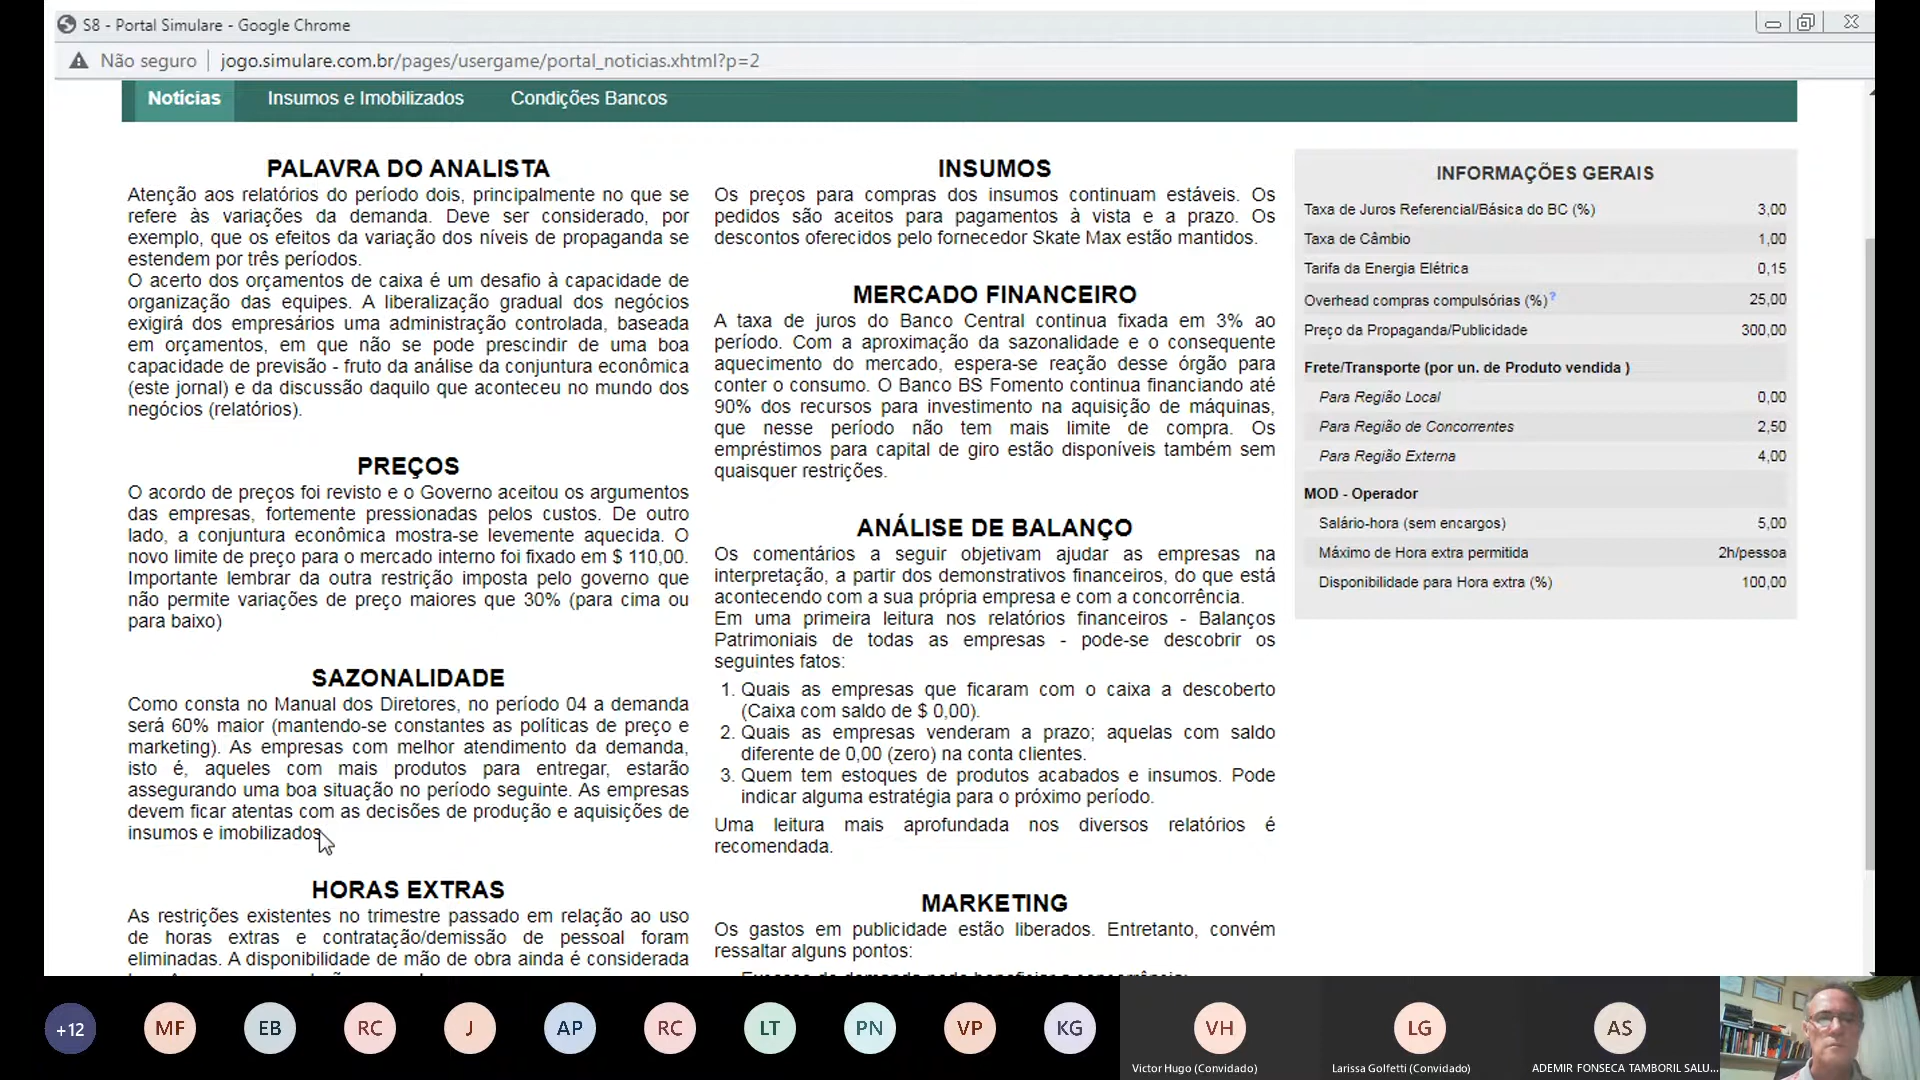 S8 - Portal Simulare - Google Chrome
Não seguro
jogo.simulare.com.br/pages/usergame/portal_noticias.xhtml?p=2
Notícias
Insumos e Imobilizados
Condições Bancos
PALAVRA DO ANALISTA
Atenção aos relatórios do período dois, principalmente no que se
refere às variações da demanda. Deve ser considerado, por
exemplo, que os efeitos da variação dos níveis de propaganda se
estendem por três períodos.
O acerto dos orçamentos de caixa é um desafio à capacidade de
organização das equipes. A liberalização gradual dos negócios
exigirá dos empresários uma administração controlada, baseada
em orçamentos, em que não se pode prescindir de uma boa
capacidade de previsão - fruto da análise da conjuntura econômica
(este jornal) e da discussão daquilo que aconteceu no mundo dos
negócios (relatórios).
PREÇOS
O acordo de preços foi revisto e o Governo aceitou os argumentos
das empresas, fortemente pressionadas pelos custos. De outro
lado, a conjuntura econômica mostra-se levemente aquecida. O
novo limite de preço para o mercado interno foi fixado em $ 110,00.
Importante lembrar da outra restrição imposta pelo governo que
não permite variações de preço maiores que 30% (para cima ou
para baixo)
SAZONALIDADE
Como consta no Manual dos Diretores, no período 04 a demanda
será 60% maior (mantendo-se constantes as políticas de preço e
marketing). As empresas com melhor atendimento da demanda,
isto é, aqueles com mais produtos para entregar, estarão
assegurando uma boa situação no período seguinte. As empresas
devem ficar atentas com as decisões de produção e aquisições de
insumos e imobilizados.
HORAS EXTRAS
As restrições existentes no trimestre passado em relação ao uso
de horas extras e contratação/demissão de pessoal foram
eliminadas. A disponibilidade de mão de obra ainda é considerada
INSUMOS
Os preços para compras dos insumos continuam estáveis. Os
pedidos são aceitos para pagamentos à vista e a prazo. Os
descontos oferecidos pelo fornecedor Skate Max estão mantidos.
MERCADO FINANCEIRO
A taxa de juros do Banco Central continua fixada em 3% ao
período. Com a aproximação da sazonalidade e o consequente
aquecimento do mercado, espera-se reação desse órgão para
conter o consumo. O Banco BS Fomento continua financiando até
90% dos recursos para investimento na aquisição de máquinas,
que nesse período não tem mais limite de compra. Os
empréstimos para capital de giro estão disponíveis também sem
quaisquer restrições.
ANÁLISE DE BALANÇO
Os comentários a seguir objetivam ajudar as empresas na
interpretação, a partir dos demonstrativos financeiros, do que está
acontecendo com a sua própria empresa e com a concorrência.
Em uma primeira leitura nos relatórios financeiros - Balanços
Patrimoniais de todas as empresas - pode-se descobrir os
seguintes fatos:
1. Quais as empresas que ficaram com o caixa a descoberto
(Caixa com saldo de $ 0,00).
2. Quais as empresas venderam a prazo; aquelas com saldo
diferente de 0,00 (zero) na conta clientes.
3. Quem tem estoques de produtos acabados e insumos. Pode
indicar alguma estratégia para o próximo período.
Uma leitura mais aprofundada nos diversos relatórios é
recomendada.
MARKETING
Os gastos em publicidade estão liberados. Entretanto, convém
ressaltar alguns pontos:
INFORMAÇÕES GERAIS
Taxa de Juros Referencial/Básica do BC (%) 3,00
Taxa de Câmbio 1,00
Tarifa da Energia Elétrica 0,15
Overhead compras compulsórias (%)? 25,00
Preço da Propaganda/Publicidade 300,00
Frete/Transporte (por un. de Produto vendida )
Para Região Local 0,00
Para Região de Concorrentes 2,50
Para Região Externa 4,00
MOD - Operador
Salário-hora (sem encargos) 5,00
Máximo de Hora extra permitida 2h/pessoa
Disponibilidade para Hora extra (%) 100,00
+12
MF
EB
RC
J
AP
RC
LT
PN
VP
KG
VH
LG
AS
Victor Hugo (Convidado)
Larissa Golfetti (Convidado)
ADEMIR FONSECA TAMBORIL SALU...